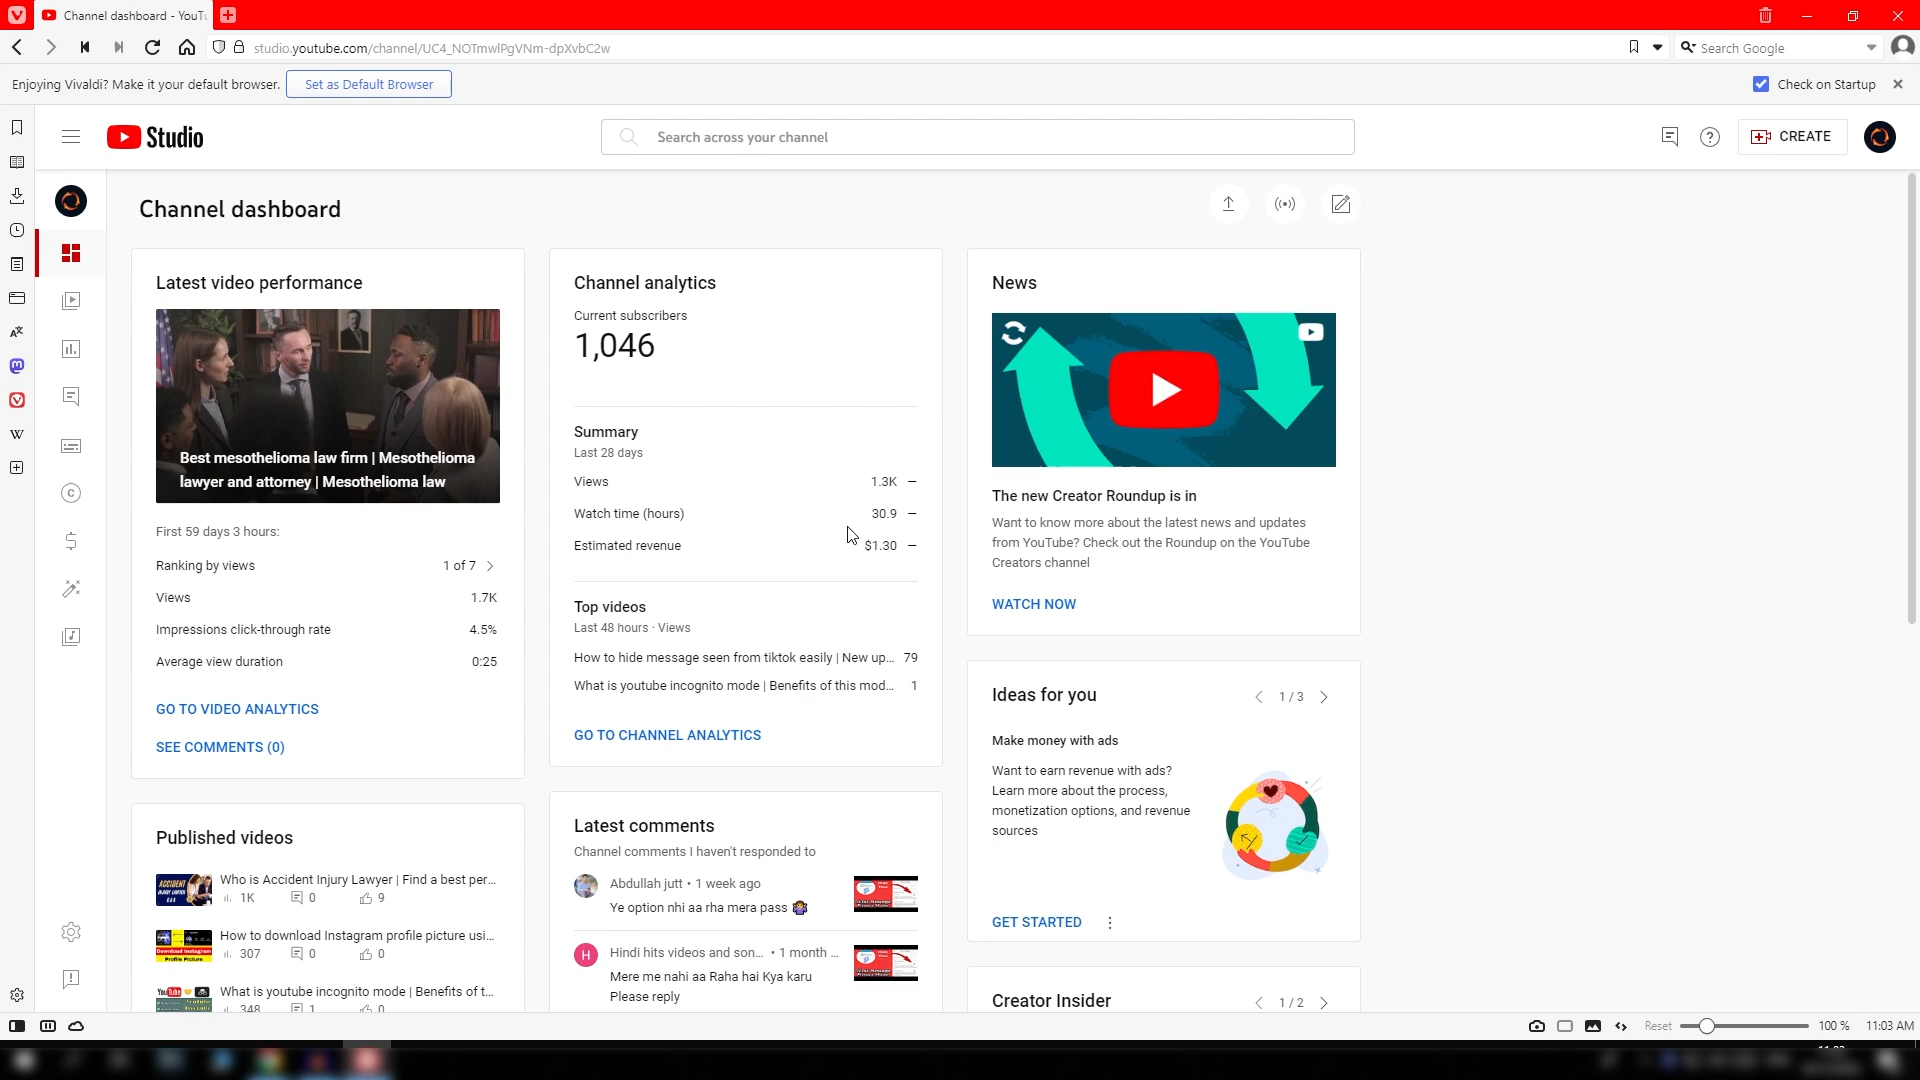 Channel dashboard - YouTu
studio.youtube.com/channel/UC4_NOTmwlPgVNm-dpXvbC2w
Search Google
Enjoying Vivaldi? Make it your default browser.
Set as Default Browser
Check on Startup
Studio
Search across your channel
CREATE
Channel dashboard
Latest video performance
Best mesothelioma law firm | Mesothelioma
lawyer and attorney | Mesothelioma law
First 59 days 3 hours:
Ranking by views 1 of 7
Views 1.7K
Impressions click-through rate 4.5%
Average view duration 0:25
GO TO VIDEO ANALYTICS
SEE COMMENTS (0)
Published videos
Who is Accident Injury Lawyer | Find a best per...
1K 0 9
How to download Instagram profile picture usi...
307 0 0
What is youtube incognito mode | Benefits of t...
348 1 0
Channel analytics
Current subscribers
1,046
Summary
Last 28 days
Views 1.3K —
Watch time (hours) 30.9 —
Estimated revenue $1.30 —
Top videos
Last 48 hours · Views
How to hide message seen from tiktok easily | New up... 79
What is youtube incognito mode | Benefits of this mod... 1
GO TO CHANNEL ANALYTICS
Latest comments
Channel comments I haven't responded to
Abdullah jutt • 1 week ago
Ye option nhi aa rha mera pass 🤷‍♀️
H
Hindi hits videos and son... • 1 month ...
Mere me nahi aa Raha hai Kya karu
Please reply
News
The new Creator Roundup is in
Want to know more about the latest news and updates
from YouTube? Check out the Roundup on the YouTube
Creators channel
WATCH NOW
Ideas for you
1 / 3
Make money with ads
Want to earn revenue with ads?
Learn more about the process,
monetization options, and revenue
sources
GET STARTED
Creator Insider
1 / 2
Reset
100 %
11:03 AM